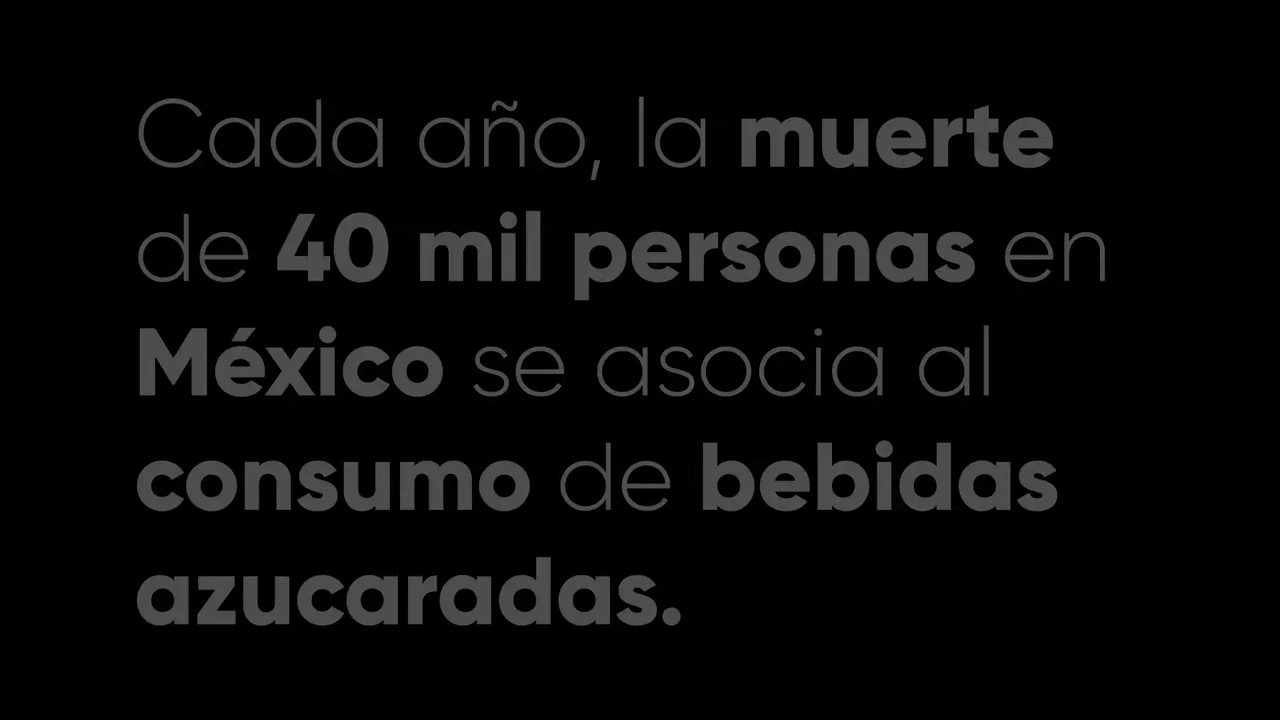 Cada año, la muerte
de 40 mil personas en
México se asocia al
consumo de bebidas
azucaradas.